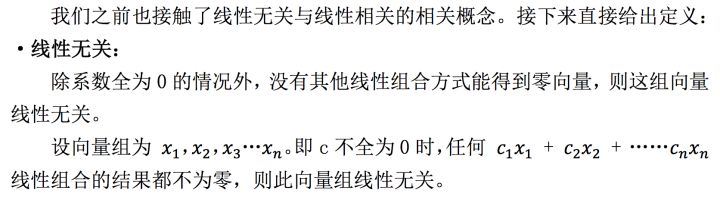 我们之前也接触了线性无关与线性相关的相关概念。接下来直接给出定义：
·线性无关：
除系数全为 0 的情况外，没有其他线性组合方式能得到零向量，则这组向量
线性无关。
设向量组为 x₁,x₂,x₃⋯xₙ。即 c 不全为 0 时，任何 c₁x₁ + c₂x₂ + ⋯⋯cₙxₙ
线性组合的结果都不为零，则此向量组线性无关。